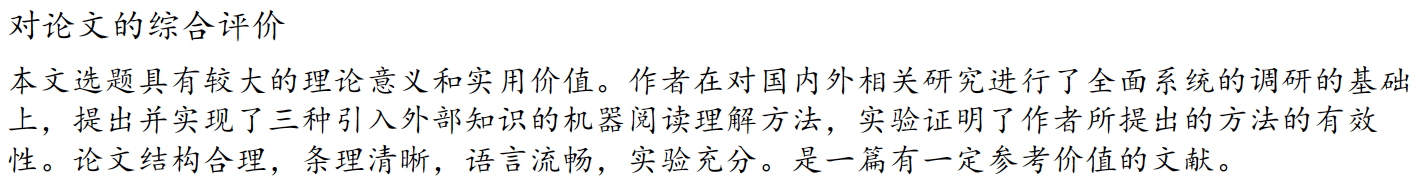 对论文的综合评价
本文选题具有较大的理论意义和实用价值。作者在对国内外相关研究进行了全面系统的调研的基础
上，提出并实现了三种引入外部知识的机器阅读理解方法，实验证明了作者所提出的方法的有效
性。论文结构合理，条理清晰，语言流畅，实验充分。是一篇有一定参考价值的文献。